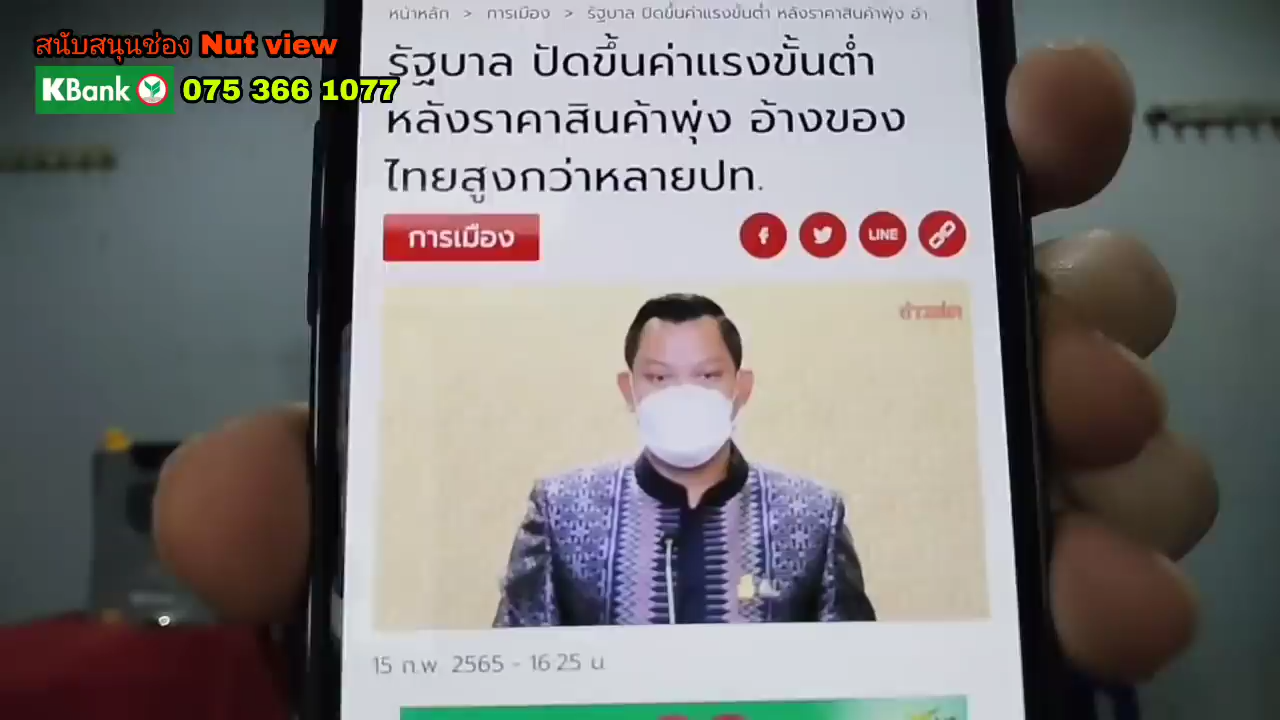 สนับสนุนช่อง Nut view
KBank 075 366 1077
หน้าหลัก > การเมือง > รัฐบาล ปัดขึ้นค่าแรงขั้นต่ำ หลังราคาสินค้าพุ่ง อ้า
รัฐบาล ปัดขึ้นค่าแรงขั้นต่ำ
หลังราคาสินค้าพุ่ง อ้างของ
ไทยสูงกว่าหลายปท.
การเมือง
LINE
ข่าวสด
15 ก.พ. 2565 - 16:25 น.